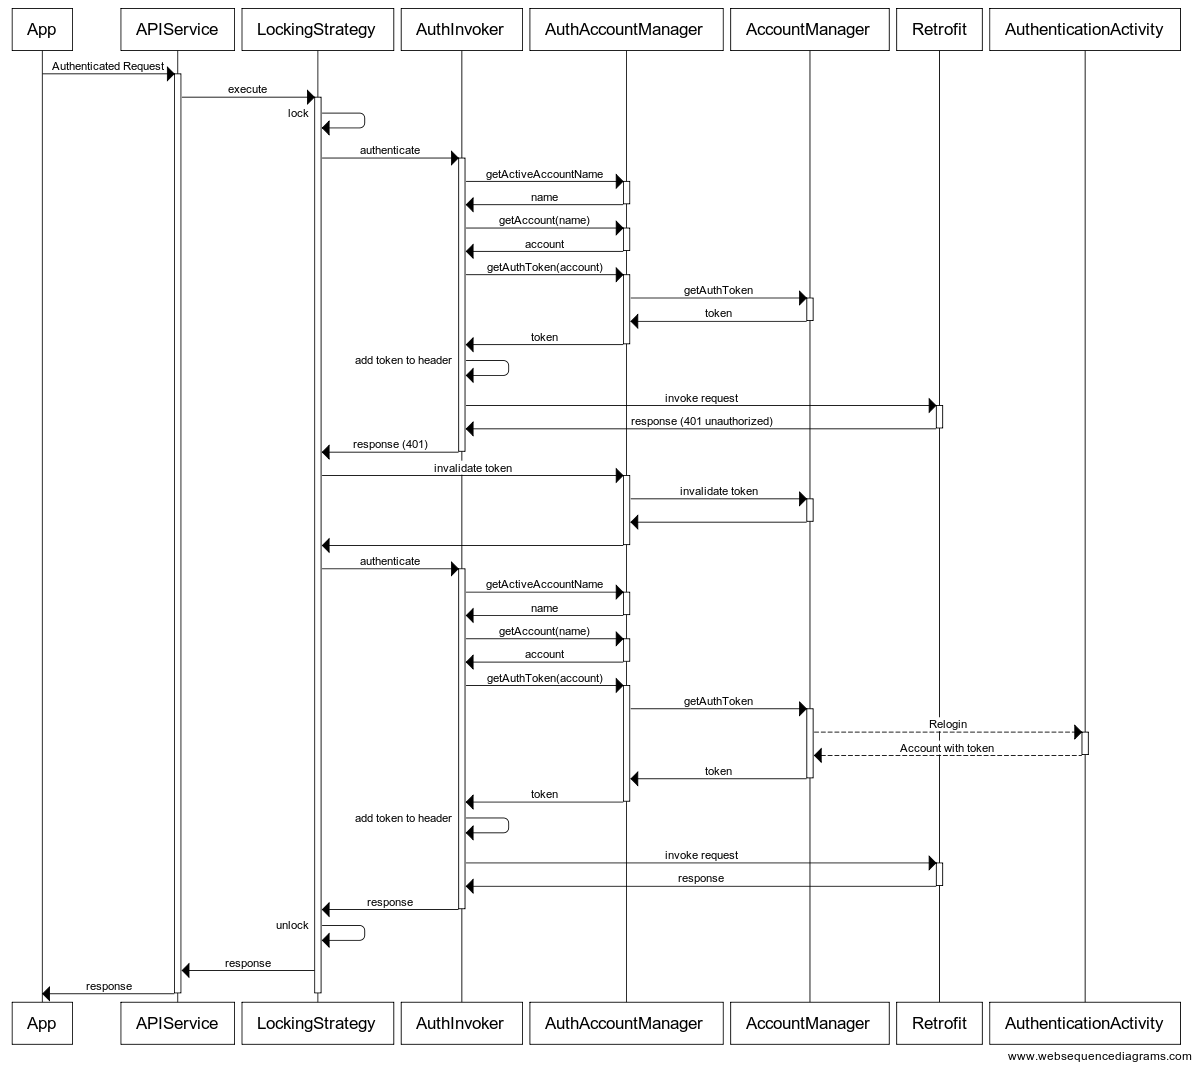 App APIService LockingStrategy AuthInvoker AuthAccountManager AccountManager Retrofit AuthenticationActivity
Authenticated Request
execute
lock
authenticate
getActiveAccountName
name
getAccount(name)
account
getAuthToken(account)
getAuthToken
token
token
add token to header
invoke request
response (401 unauthorized)
response (401)
invalidate token
invalidate token
authenticate
getActiveAccountName
name
getAccount(name)
account
getAuthToken(account)
getAuthToken
Relogin
Account with token
token
token
add token to header
invoke request
response
response
unlock
response
response
App APIService LockingStrategy AuthInvoker AuthAccountManager AccountManager Retrofit AuthenticationActivity
www.websequencediagrams.com